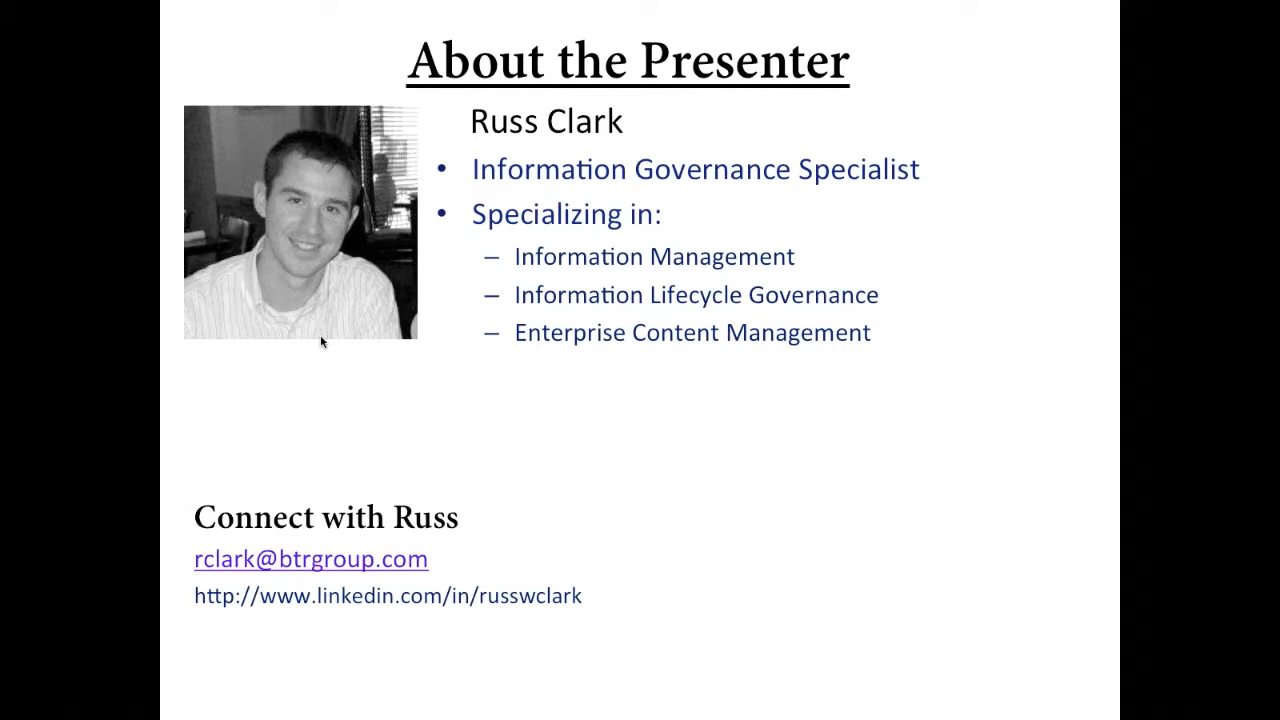 About the Presenter
Russ Clark
• Information Governance Specialist
• Specializing in:
– Information Management
– Information Lifecycle Governance
– Enterprise Content Management
Connect with Russ
rclark@btrgroup.com
http://www.linkedin.com/in/russwclark